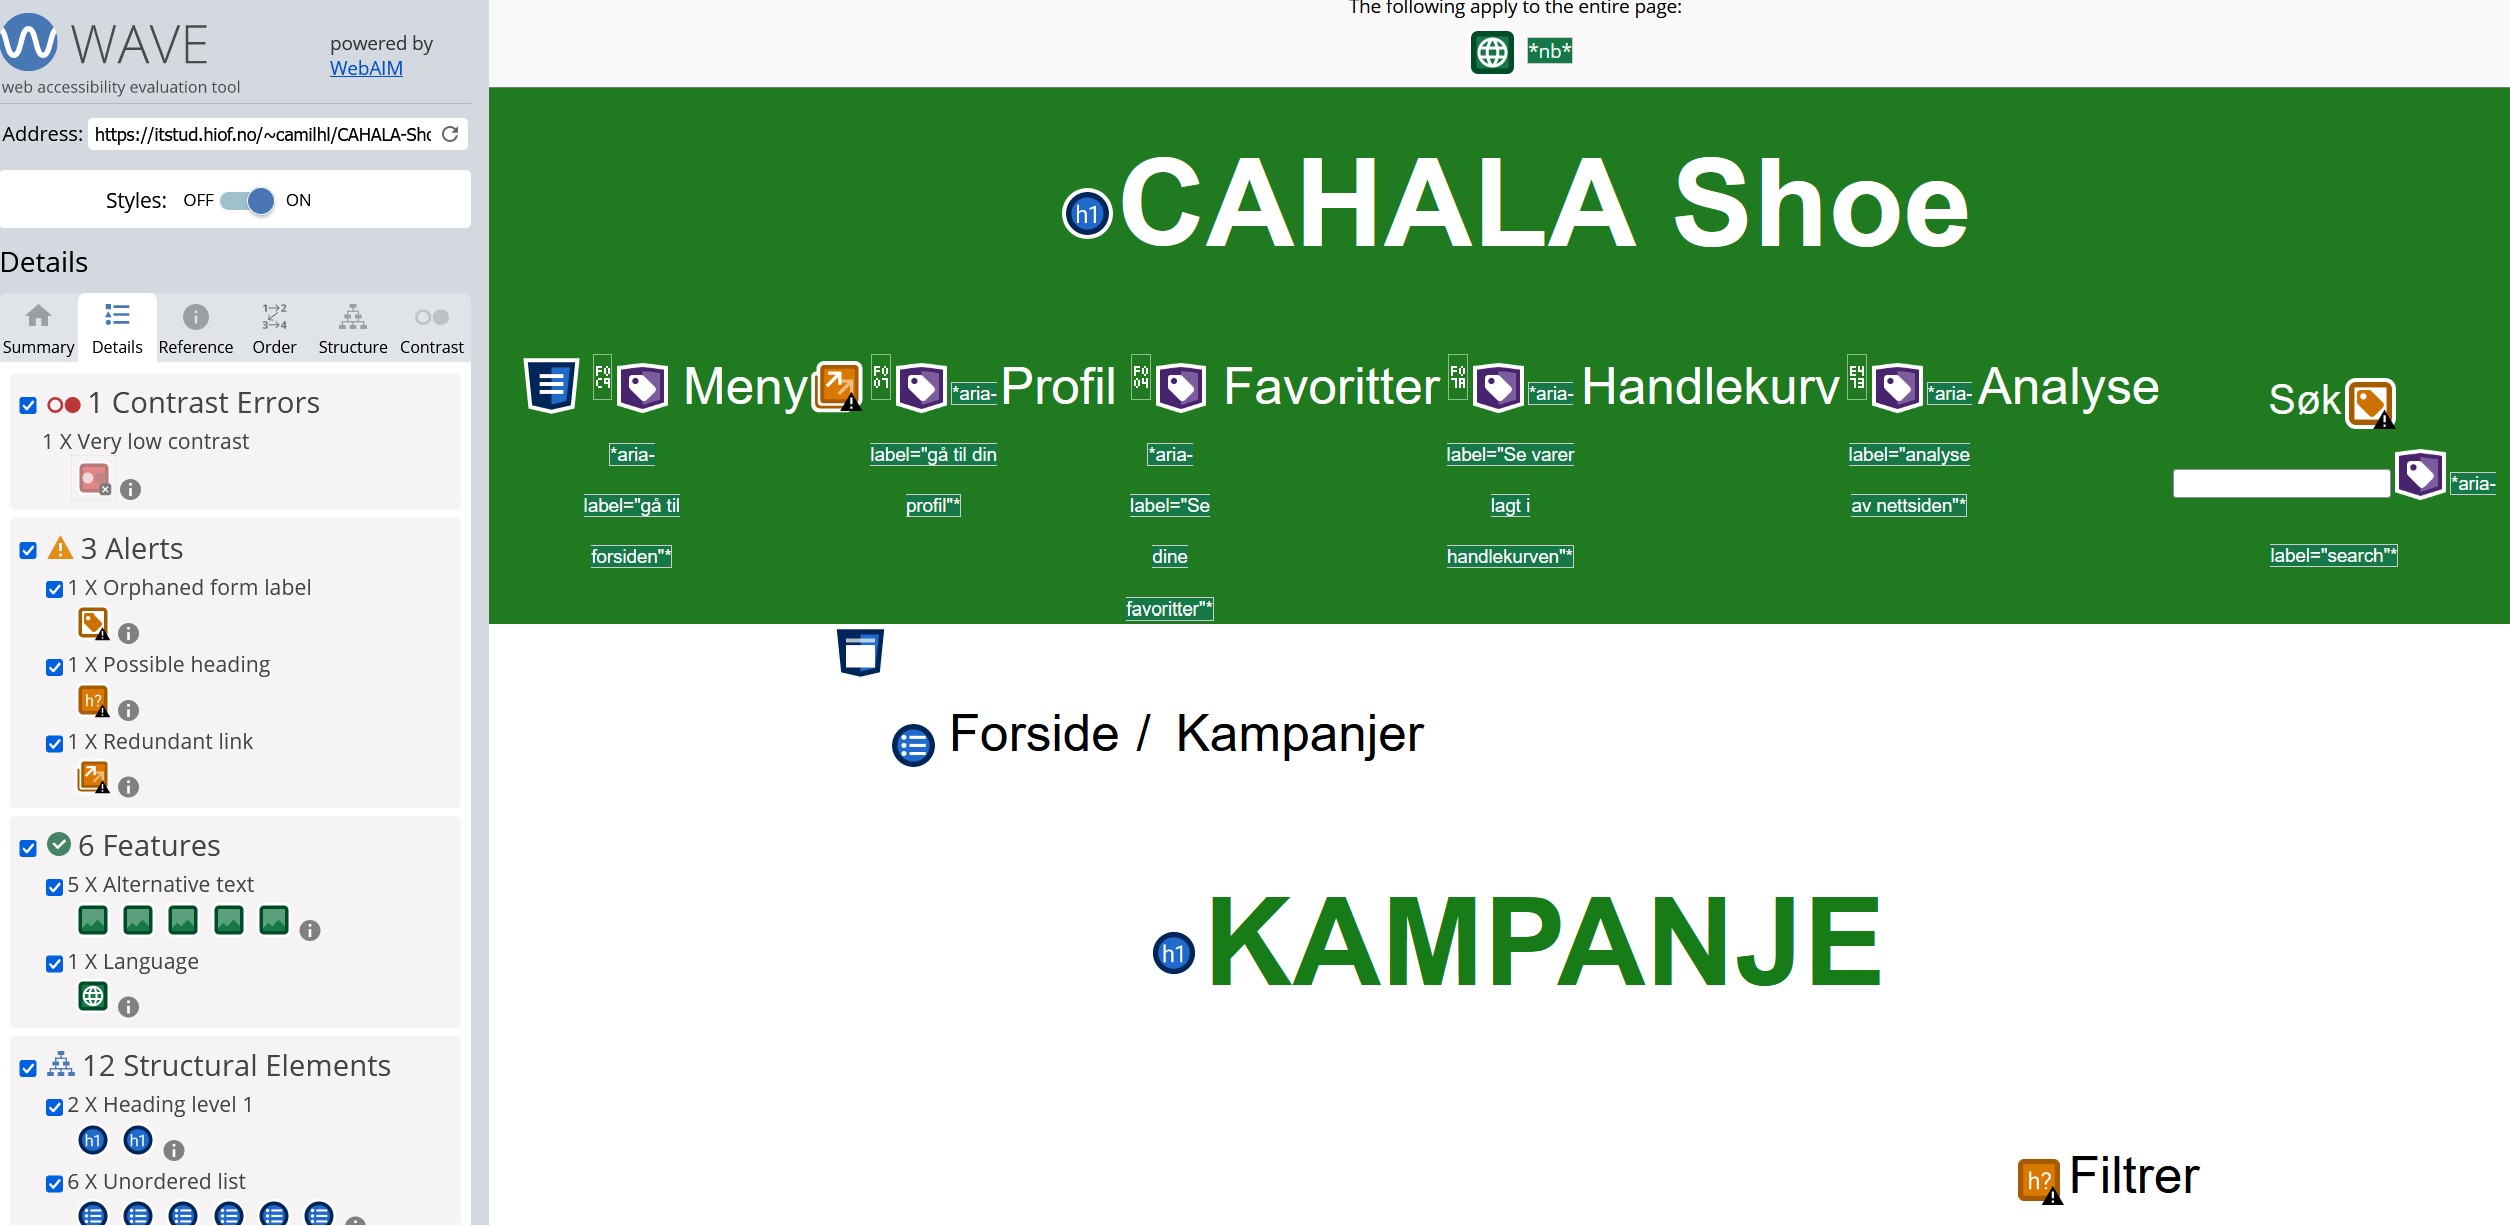 WAVE
powered by
WebAIM
web accessibility evaluation tool
Address: https://itstud.hiof.no/~camilhl/CAHALA-Sho
Styles: OFF ON
Details
Summary Details Reference Order Structure Contrast
1 Contrast Errors
1 X Very low contrast
3 Alerts
1 X Orphaned form label
1 X Possible heading
h?
1 X Redundant link
6 Features
5 X Alternative text
1 X Language
12 Structural Elements
2 X Heading level 1
h1 h1
6 X Unordered list
The following apply to the entire page:
*nb*
h1 CAHALA Shoe
Meny
*aria-
label="gå til
forsiden"*
*aria- Profil
label="gå til din
profil"*
Favoritter
*aria-
label="Se
dine
favoritter"*
*aria- Handlekurv
label="Se varer
lagt i
handlekurven"*
*aria- Analyse
label="analyse
av nettsiden"*
Søk
*aria-
label="search"*
Forside / Kampanjer
h1 KAMPANJE
h? Filtrer